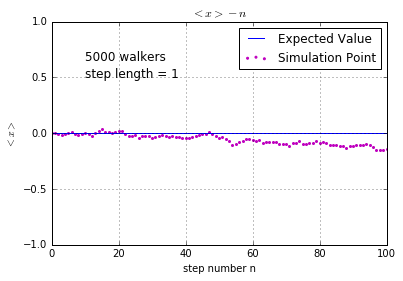 < x > − n
5000 walkers
step length = 1
Expected Value
Simulation Point
< x >
1.0
0.5
0.0
−0.5
−1.0
0 20 40 60 80 100
step number n